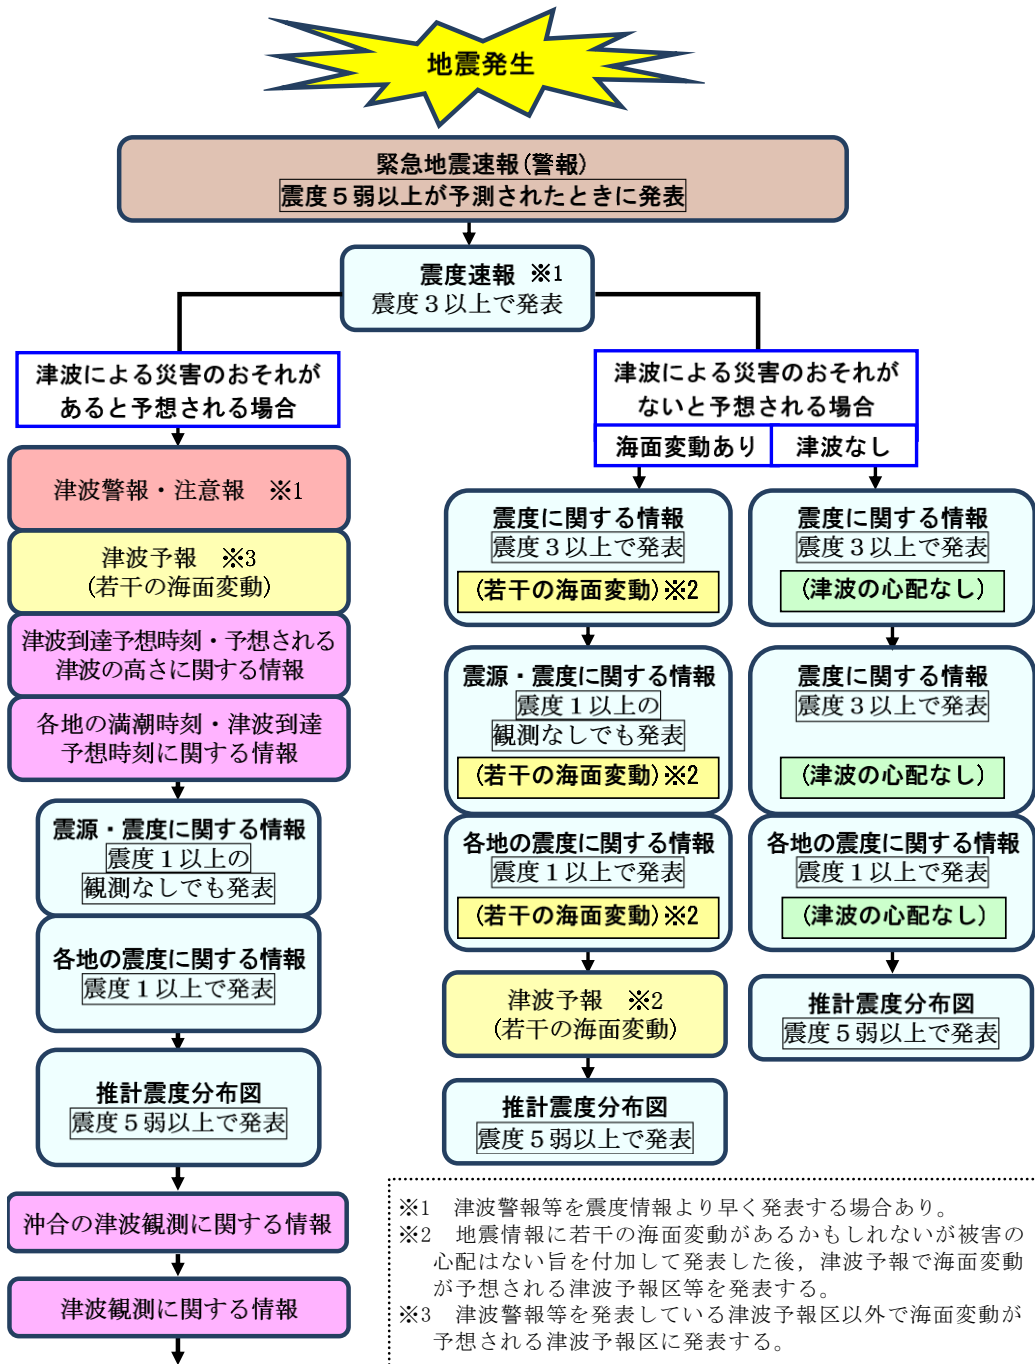 地震発生
緊急地震速報(警報)
震度５弱以上が予測されたときに発表
震度速報 ※1
震度３以上で発表
津波による災害のおそれが
あると予想される場合
津波警報・注意報 ※1
津波予報 ※3
(若干の海面変動)
津波到達予想時刻・予想される
津波の高さに関する情報
各地の満潮時刻・津波到達
予想時刻に関する情報
震源・震度に関する情報
震度１以上の
観測なしでも発表
各地の震度に関する情報
震度１以上で発表
推計震度分布図
震度５弱以上で発表
沖合の津波観測に関する情報
津波観測に関する情報
津波による災害のおそれが
ないと予想される場合
海面変動あり
震度に関する情報
震度３以上で発表
(若干の海面変動)※2
震源・震度に関する情報
震度１以上の
観測なしでも発表
(若干の海面変動)※2
各地の震度に関する情報
震度１以上で発表
(若干の海面変動)※2
津波予報 ※2
(若干の海面変動)
推計震度分布図
震度５弱以上で発表
津波なし
震度に関する情報
震度３以上で発表
(津波の心配なし)
震度に関する情報
震度３以上で発表
(津波の心配なし)
各地の震度に関する情報
震度１以上で発表
(津波の心配なし)
推計震度分布図
震度５弱以上で発表
※1 津波警報等を震度情報より早く発表する場合あり。
※2 地震情報に若干の海面変動があるかもしれないが被害の
心配はない旨を付加して発表した後，津波予報で海面変動
が予想される津波予報区等を発表する。
※3 津波警報等を発表している津波予報区以外で海面変動が
予想される津波予報区に発表する。